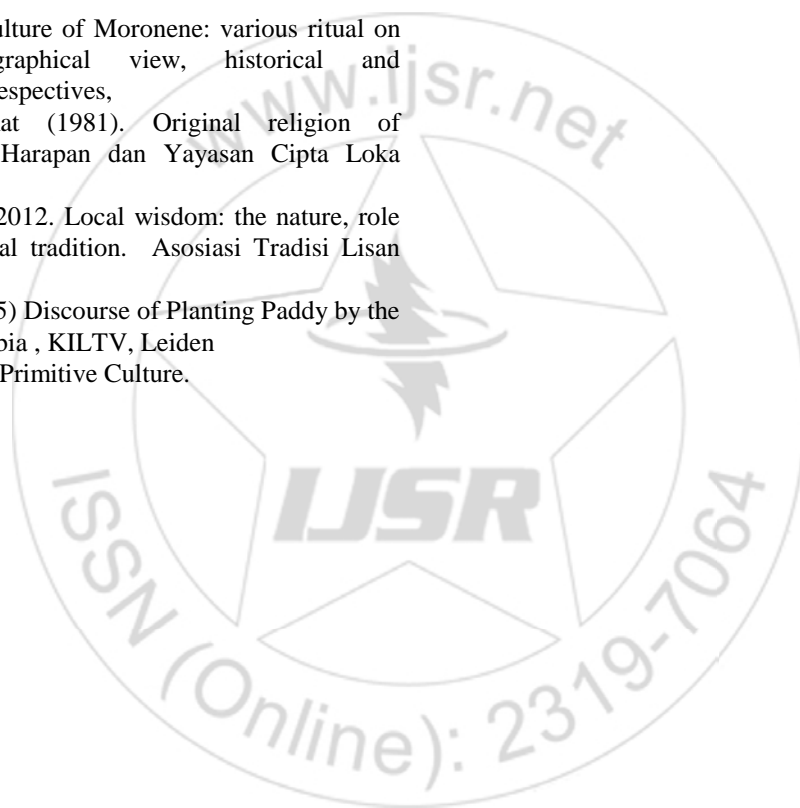 ulture of Moronene: various ritual on
graphical view, historical and
erspectives,
at (1981). Original religion of
Harapan dan Yayasan Cipta Loka
2012. Local wisdom: the nature, role
al tradition. Asosiasi Tradisi Lisan
5) Discourse of Planting Paddy by the
bia , KILTV, Leiden
Primitive Culture.
www.ijsr.net
IJSR
ISSN (Online): 2319-7064